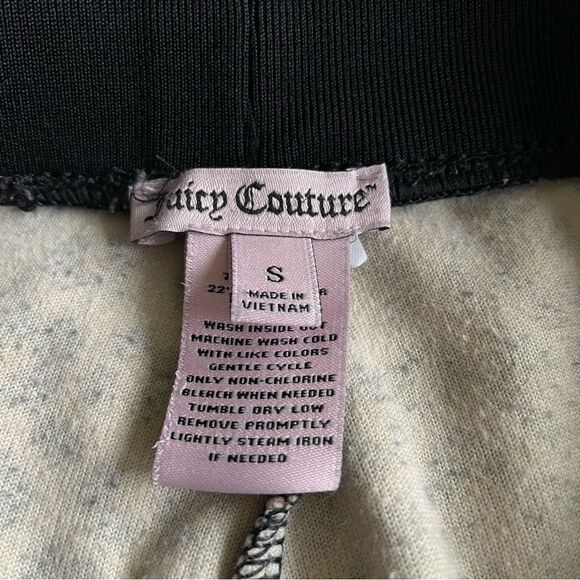 Juicy Couture™
S
MADE IN
VIETNAM
22
WASH INSIDE OUT
MACHINE WASH COLD
WITH LIKE COLORS
GENTLE CYCLE
ONLY NON-CHLORINE
BLEACH WHEN NEEDED
TUMBLE DRY LOW
REMOVE PROMPTLY
LIGHTLY STEAM IRON
IF NEEDED